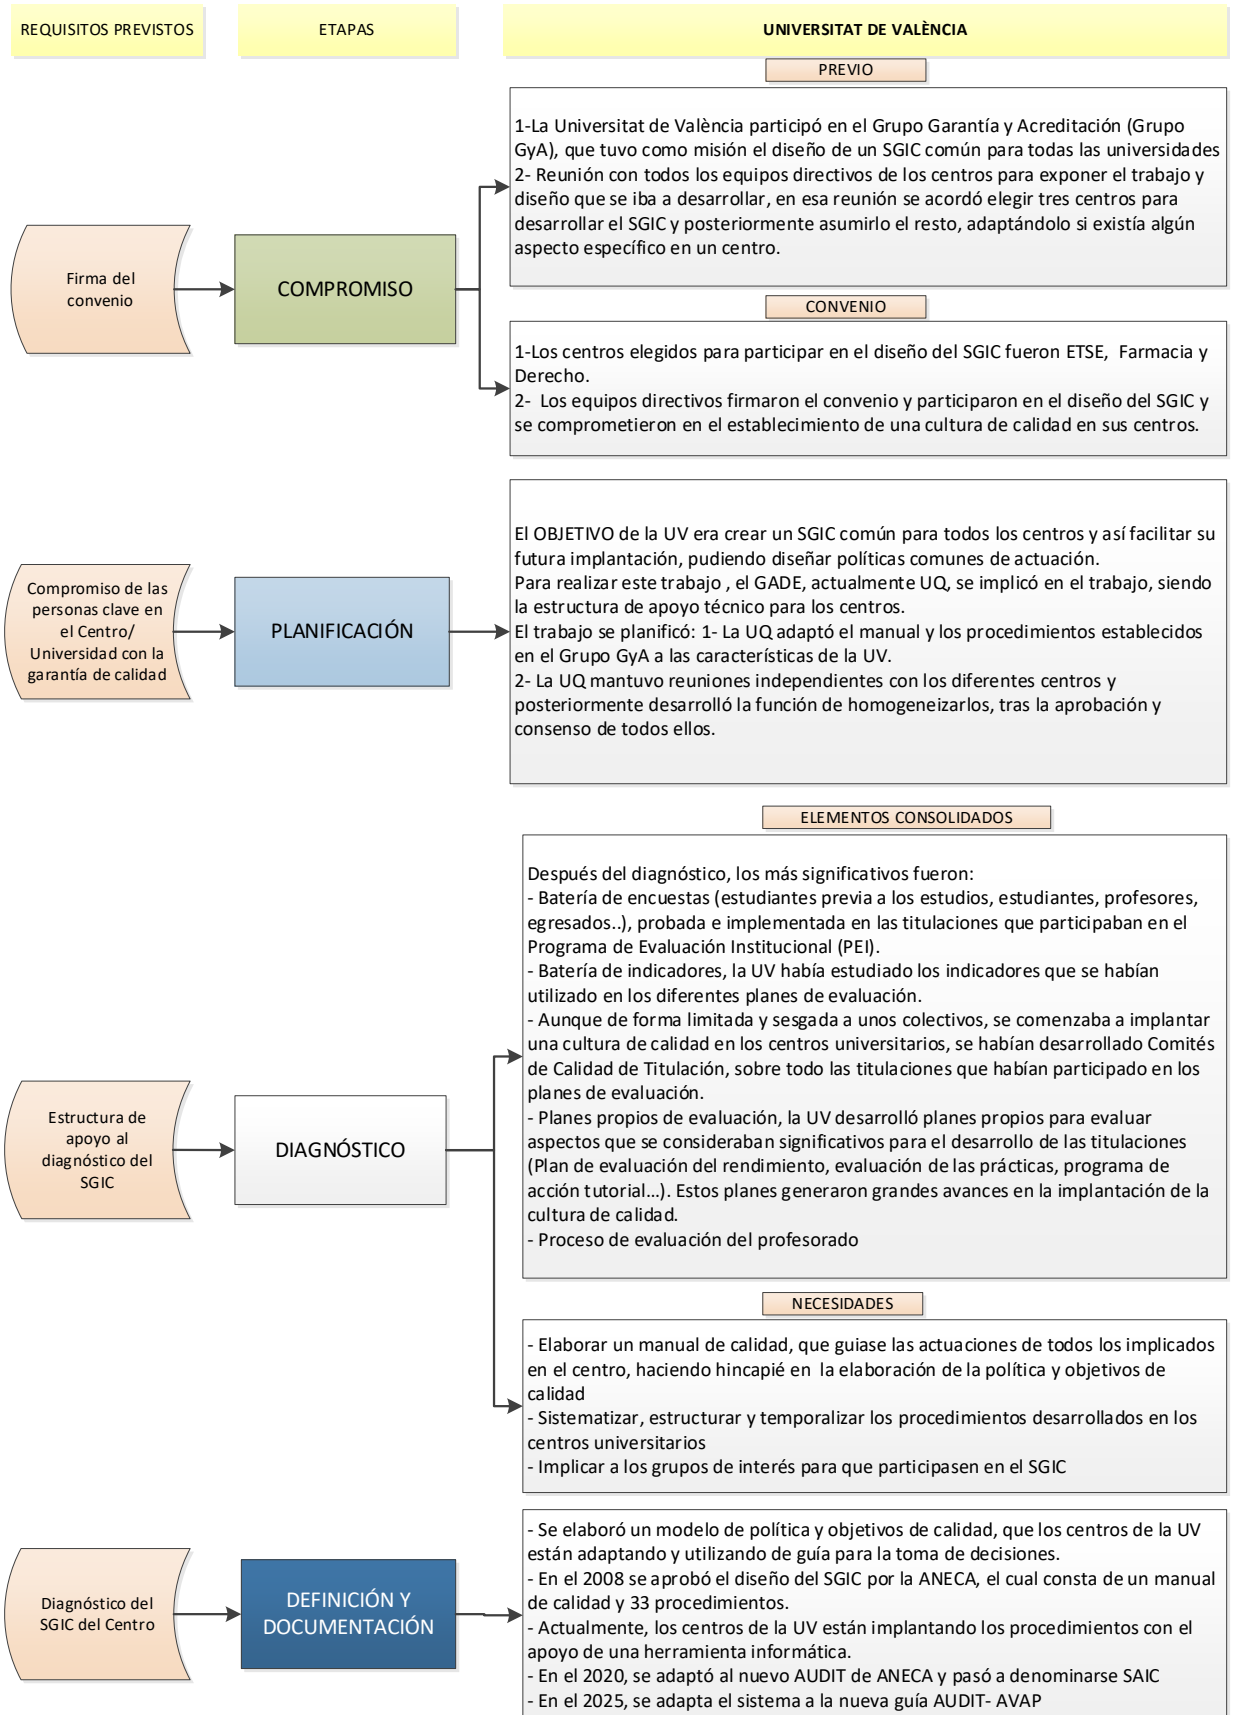 REQUISITOS PREVISTOS
ETAPAS
UNIVERSITAT DE VALÈNCIA
PREVIO
1-La Universitat de València participó en el Grupo Garantía y Acreditación (Grupo
GyA), que tuvo como misión el diseño de un SGIC común para todas las universidades
2- Reunión con todos los equipos directivos de los centros para exponer el trabajo y
diseño que se iba a desarrollar, en esa reunión se acordó elegir tres centros para
desarrollar el SGIC y posteriormente asumirlo el resto, adaptándolo si existía algún
aspecto específico en un centro.
Firma del
convenio
COMPROMISO
CONVENIO
1-Los centros elegidos para participar en el diseño del SGIC fueron ETSE, Farmacia y
Derecho.
2- Los equipos directivos firmaron el convenio y participaron en el diseño del SGIC y
se comprometieron en el establecimiento de una cultura de calidad en sus centros.
Compromiso de las
personas clave en
el Centro/
Universidad con la
garantía de calidad
PLANIFICACIÓN
El OBJETIVO de la UV era crear un SGIC común para todos los centros y así facilitar su
futura implantación, pudiendo diseñar políticas comunes de actuación.
Para realizar este trabajo , el GADE, actualmente UQ, se implicó en el trabajo, siendo
la estructura de apoyo técnico para los centros.
El trabajo se planificó: 1- La UQ adaptó el manual y los procedimientos establecidos
en el Grupo GyA a las características de la UV.
2- La UQ mantuvo reuniones independientes con los diferentes centros y
posteriormente desarrolló la función de homogeneizarlos, tras la aprobación y
consenso de todos ellos.
ELEMENTOS CONSOLIDADOS
Después del diagnóstico, los más significativos fueron:
- Batería de encuestas (estudiantes previa a los estudios, estudiantes, profesores,
egresados..), probada e implementada en las titulaciones que participaban en el
Programa de Evaluación Institucional (PEI).
- Batería de indicadores, la UV había estudiado los indicadores que se habían
utilizado en los diferentes planes de evaluación.
- Aunque de forma limitada y sesgada a unos colectivos, se comenzaba a implantar
una cultura de calidad en los centros universitarios, se habían desarrollado Comités
de Calidad de Titulación, sobre todo las titulaciones que habían participado en los
planes de evaluación.
- Planes propios de evaluación, la UV desarrolló planes propios para evaluar
aspectos que se consideraban significativos para el desarrollo de las titulaciones
(Plan de evaluación del rendimiento, evaluación de las prácticas, programa de
acción tutorial...). Estos planes generaron grandes avances en la implantación de la
cultura de calidad.
- Proceso de evaluación del profesorado
Estructura de
apoyo al
diagnóstico del
SGIC
DIAGNÓSTICO
NECESIDADES
- Elaborar un manual de calidad, que guiase las actuaciones de todos los implicados
en el centro, haciendo hincapié en la elaboración de la política y objetivos de
calidad
- Sistematizar, estructurar y temporalizar los procedimientos desarrollados en los
centros universitarios
- Implicar a los grupos de interés para que participasen en el SGIC
Diagnóstico del
SGIC del Centro
DEFINICIÓN Y
DOCUMENTACIÓN
- Se elaboró un modelo de política y objetivos de calidad, que los centros de la UV
están adaptando y utilizando de guía para la toma de decisiones.
- En el 2008 se aprobó el diseño del SGIC por la ANECA, el cual consta de un manual
de calidad y 33 procedimientos.
- Actualmente, los centros de la UV están implantando los procedimientos con el
apoyo de una herramienta informática.
- En el 2020, se adaptó al nuevo AUDIT de ANECA y pasó a denominarse SAIC
- En el 2025, se adapta el sistema a la nueva guía AUDIT- AVAP